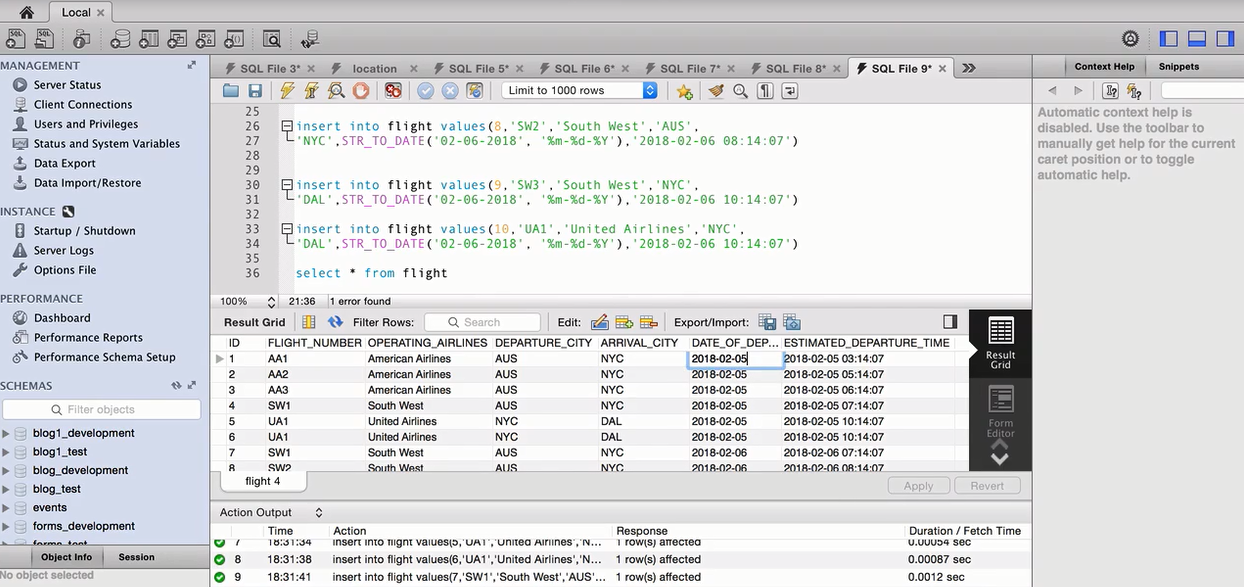 Local
MANAGEMENT
Server Status
Client Connections
Users and Privileges
Status and System Variables
Data Export
Data Import/Restore
INSTANCE
Startup / Shutdown
Server Logs
Options File
PERFORMANCE
Dashboard
Performance Reports
Performance Schema Setup
SCHEMAS
Filter objects
blog1_development
blog1_test
blog_development
blog_test
events
forms_development
Object Info Session
No object selected
SQL File 3* location SQL File 5* SQL File 6* SQL File 7* SQL File 8* SQL File 9*
Limit to 1000 rows
25
26 insert into flight values(8,'SW2','South West','AUS',
27 'NYC',STR_TO_DATE('02-06-2018', '%m-%d-%Y'),'2018-02-06 08:14:07')
28
29
30 insert into flight values(9,'SW3','South West','NYC',
31 'DAL',STR_TO_DATE('02-06-2018', '%m-%d-%Y'),'2018-02-06 10:14:07')
32
33 insert into flight values(10,'UA1','United Airlines','NYC',
34 'DAL',STR_TO_DATE('02-06-2018', '%m-%d-%Y'),'2018-02-06 10:14:07')
35
36 select * from flight
100% 21:36 1 error found
Result Grid Filter Rows: Search Edit: Export/Import:
ID FLIGHT_NUMBER OPERATING_AIRLINES DEPARTURE_CITY ARRIVAL_CITY DATE_OF_DEP... ESTIMATED_DEPARTURE_TIME
1 AA1 American Airlines AUS NYC 2018-02-05 2018-02-05 03:14:07
2 AA2 American Airlines AUS NYC 2018-02-05 2018-02-05 05:14:07
3 AA3 American Airlines AUS NYC 2018-02-05 2018-02-05 06:14:07
4 SW1 South West AUS NYC 2018-02-05 2018-02-05 07:14:07
5 UA1 United Airlines NYC DAL 2018-02-05 2018-02-05 10:14:07
6 UA1 United Airlines NYC DAL 2018-02-05 2018-02-05 10:14:07
7 SW1 South West AUS NYC 2018-02-06 2018-02-06 07:14:07
8 SW2 South West AUS NYC 2018-02-06 2018-02-06 08:14:07
Result
Grid
Form
Editor
flight 4
Apply Revert
Action Output
Time Action Response Duration / Fetch Time
7 18:31:34 insert into flight values(5,'UA1','United Airlines','N... 1 row(s) affected 0.00054 sec
8 18:31:38 insert into flight values(6,'UA1','United Airlines','N... 1 row(s) affected 0.00087 sec
9 18:31:41 insert into flight values(7,'SW1','South West','AUS'... 1 row(s) affected 0.0012 sec
Context Help Snippets
Automatic context help is
disabled. Use the toolbar to
manually get help for the current
caret position or to toggle
automatic help.